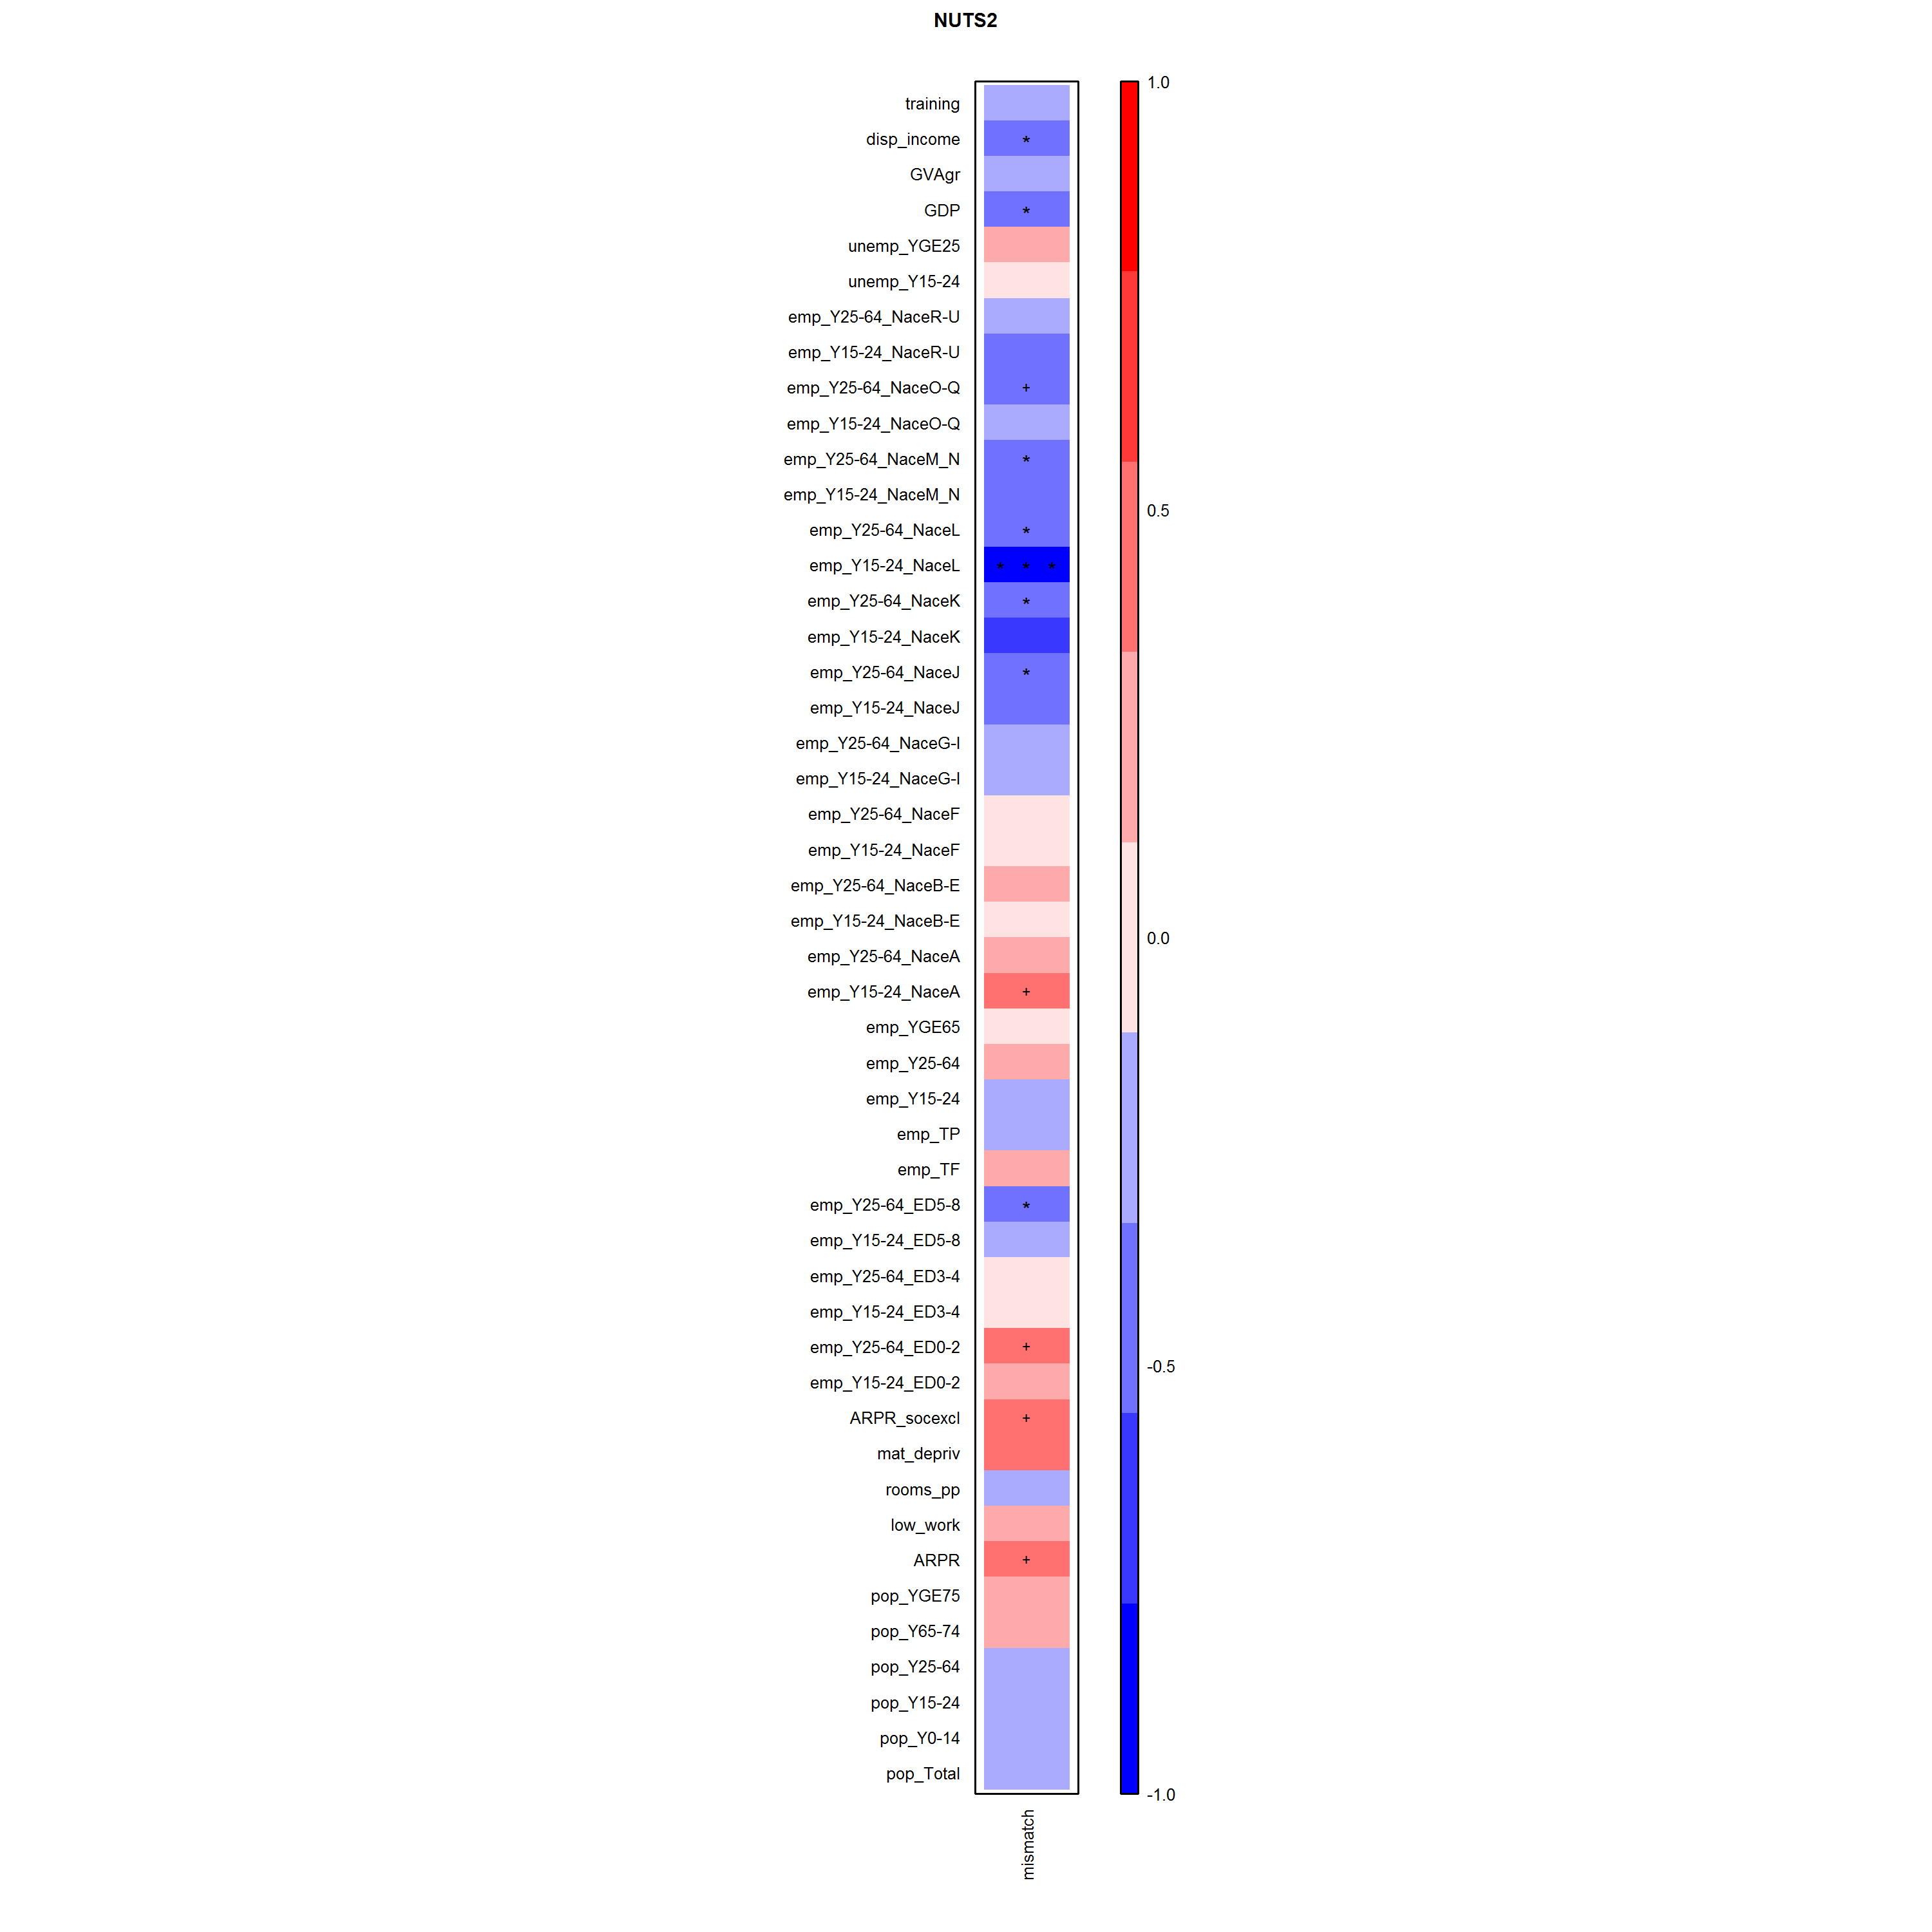 NUTS2
training
disp_income *
GVAgr
GDP *
unemp_YGE25
unemp_Y15-24
emp_Y25-64_NaceR-U
emp_Y15-24_NaceR-U
emp_Y25-64_NaceO-Q +
emp_Y15-24_NaceO-Q
emp_Y25-64_NaceM_N *
emp_Y15-24_NaceM_N
emp_Y25-64_NaceL *
emp_Y15-24_NaceL * * *
emp_Y25-64_NaceK *
emp_Y15-24_NaceK
emp_Y25-64_NaceJ *
emp_Y15-24_NaceJ
emp_Y25-64_NaceG-I
emp_Y15-24_NaceG-I
emp_Y25-64_NaceF
emp_Y15-24_NaceF
emp_Y25-64_NaceB-E
emp_Y15-24_NaceB-E
emp_Y25-64_NaceA
emp_Y15-24_NaceA +
emp_YGE65
emp_Y25-64
emp_Y15-24
emp_TP
emp_TF
emp_Y25-64_ED5-8 *
emp_Y15-24_ED5-8
emp_Y25-64_ED3-4
emp_Y15-24_ED3-4
emp_Y25-64_ED0-2 +
emp_Y15-24_ED0-2
ARPR_socexcl +
mat_depriv
rooms_pp
low_work
ARPR +
pop_YGE75
pop_Y65-74
pop_Y25-64
pop_Y15-24
pop_Y0-14
pop_Total
mismatch
1.0
0.5
0.0
-0.5
-1.0